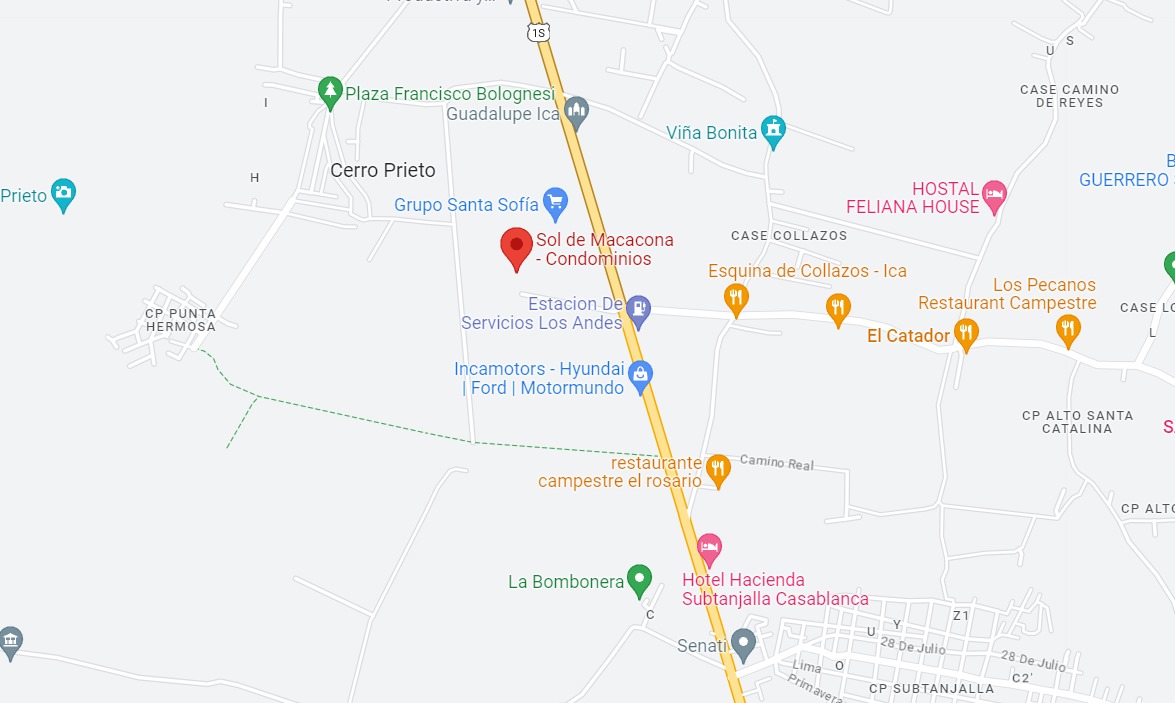 1S
U S
CASE CAMINO
DE REYES
Plaza Francisco Bolognesi
I
Guadalupe Ica
Viña Bonita
Cerro Prieto
H
Prieto
HOSTAL
FELIANA HOUSE
B
GUERRERO
Grupo Santa Sofía
Sol de Macacona
- Condominios
CASE COLLAZOS
Esquina de Collazos - Ica
Los Pecanos
Restaurant Campestre
CASE LO
L
Estacion De
Servicios Los Andes
CP PUNTA
HERMOSA
El Catador
Incamotors - Hyundai
| Ford | Motormundo
CP ALTO SANTA
CATALINA
S
restaurante
campestre el rosario
Camino Real
CP ALTO
Hotel Hacienda
Subtanjalla Casablanca
La Bombonera
C
Senati
Z1
Y
U
28 De Julio
28 De Julio
O
Lima
Primavera
C2'
CP SUBTANJALLA